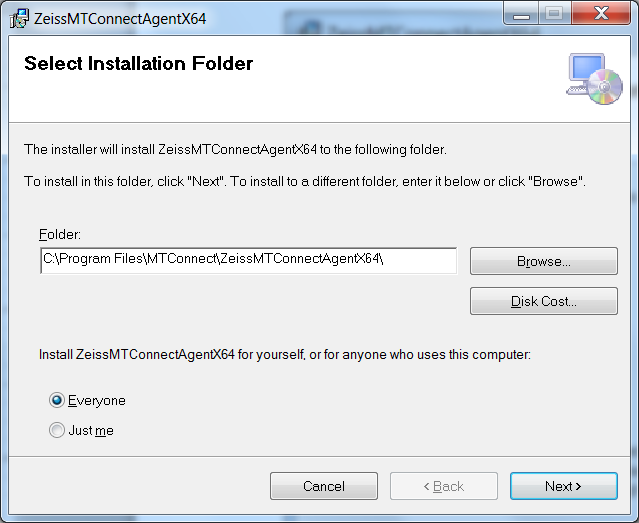 ZeissMTConnectAgentX64
Select Installation Folder
The installer will install ZeissMTConnectAgentX64 to the following folder.
To install in this folder, click "Next". To install to a different folder, enter it below or click "Browse".
Folder:
C:\Program Files\MTConnect\ZeissMTConnectAgentX64\
Browse...
Disk Cost...
Install ZeissMTConnectAgentX64 for yourself, or for anyone who uses this computer:
Everyone
Just me
Cancel
< Back
Next >